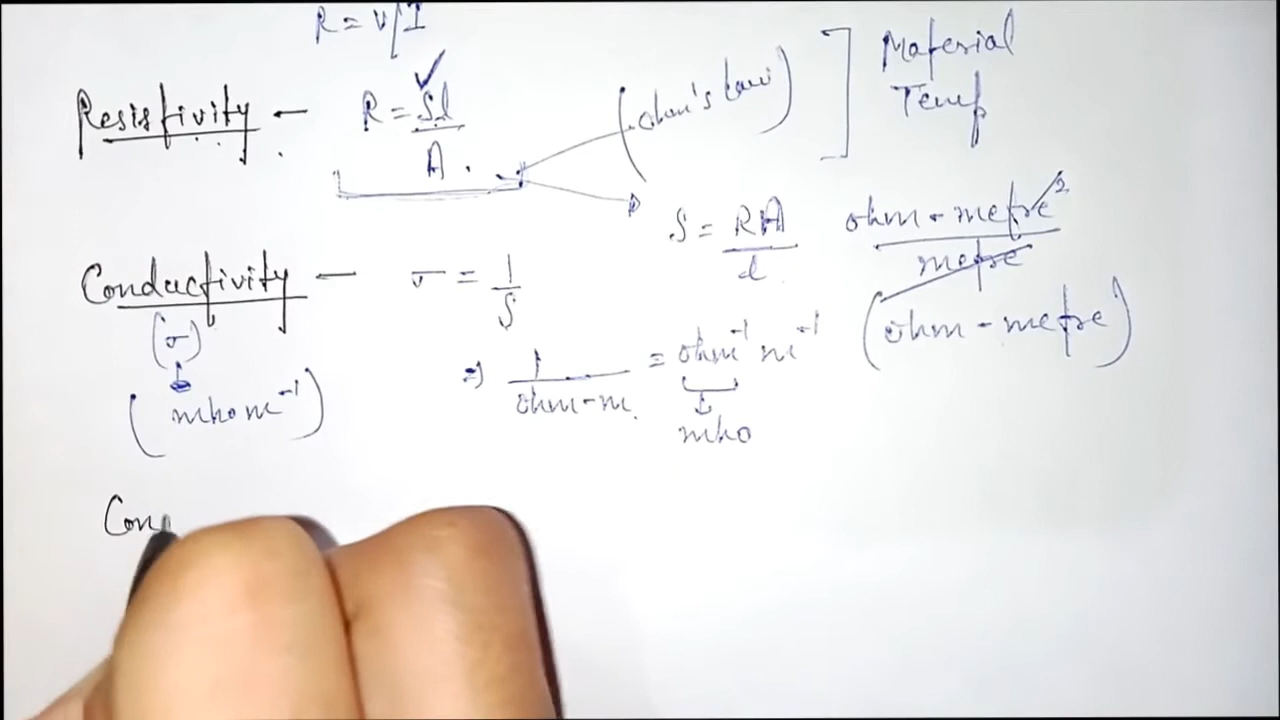 R = V/I
Resistivity - R = Sl/A (ohm's law) ] Material Temp
S = RA/l ohm - metre²/metre
(ohm - metre)
Conductivity - σ = 1/S
(σ)
(mho m⁻¹)
=) 1/ohm-m = ohm⁻¹ m⁻¹
mho
Con